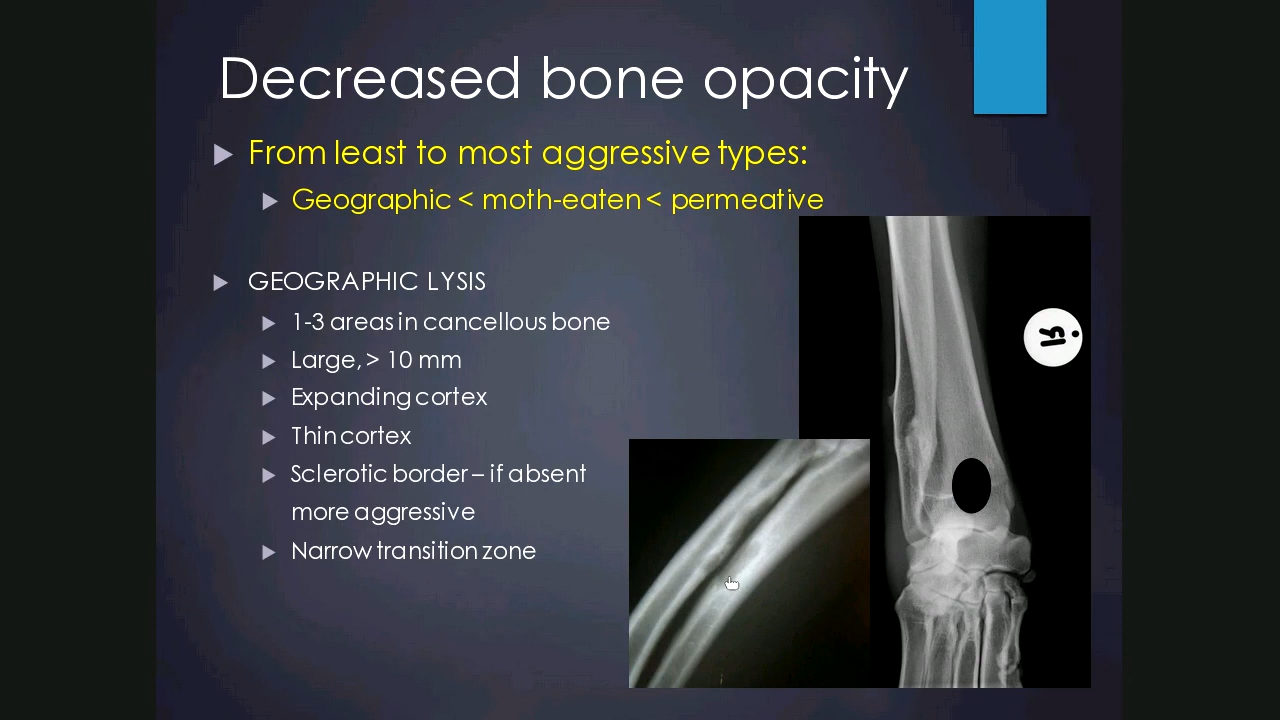 Decreased bone opacity
From least to most aggressive types:
Geographic < moth-eaten < permeative
GEOGRAPHIC LYSIS
1-3 areas in cancellous bone
Large, > 10 mm
Expanding cortex
Thin cortex
Sclerotic border – if absent
more aggressive
Narrow transition zone